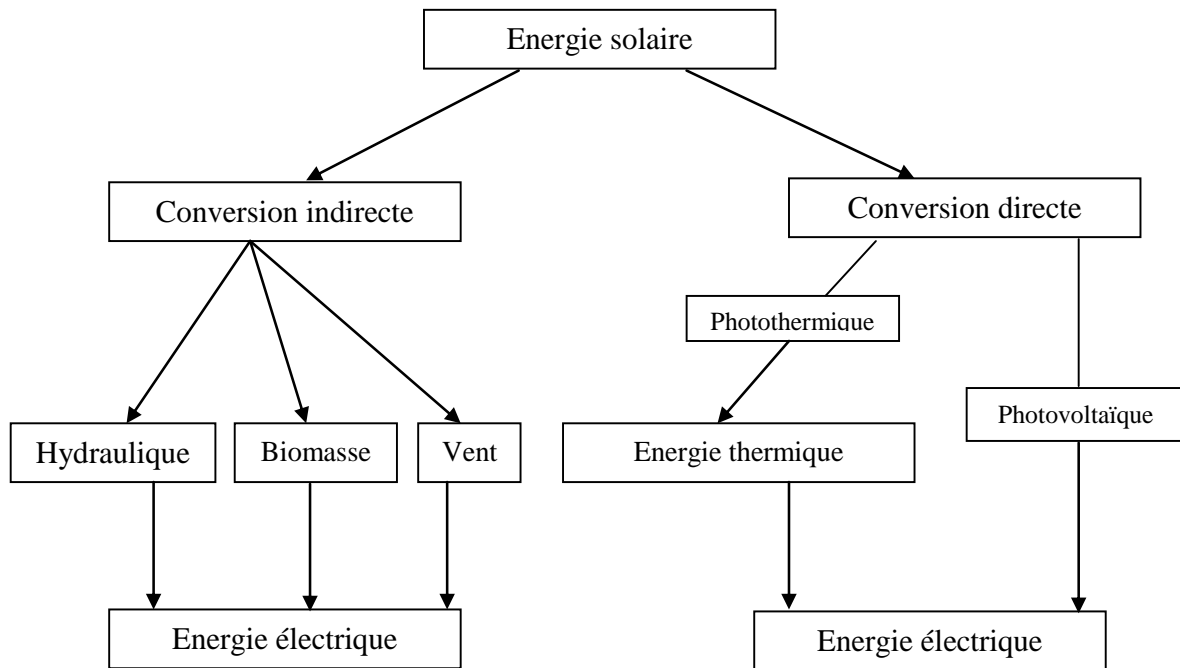 Energie solaire
Conversion indirecte
Conversion directe
Photothermique
Photovoltaïque
Hydraulique
Biomasse
Vent
Energie thermique
Energie électrique
Energie électrique